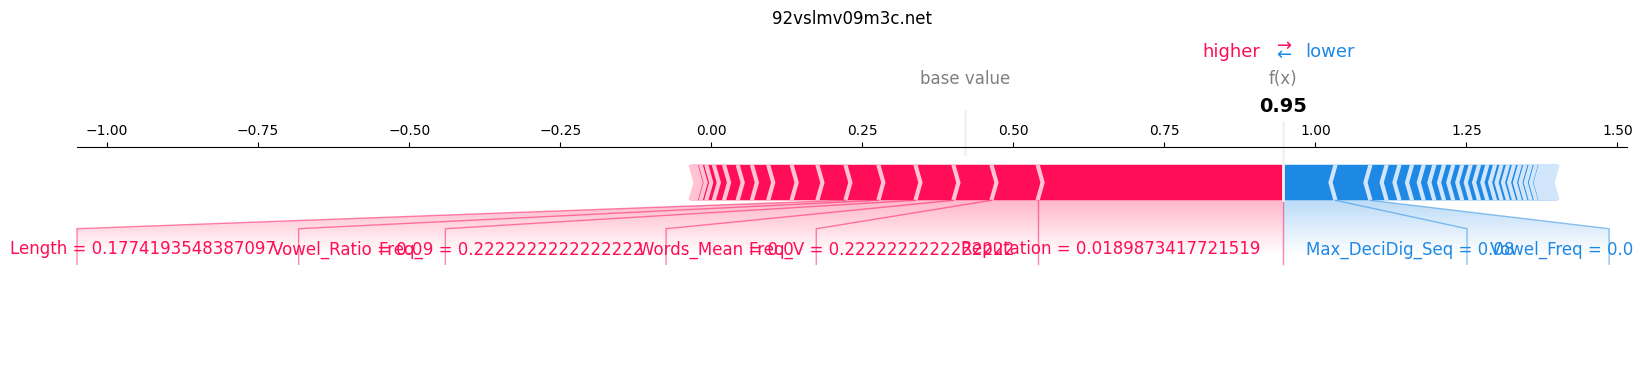 92vslmv09m3c.net
higher → ← lower
base value f(x)
0.95
−1.00 −0.75 −0.50 −0.25 0.00 0.25 0.50 0.75 1.00 1.25 1.50
Length = 0.1774193548387097 Vowel_Ratio = 0.0 Freq_9 = 0.2222222222222222 Words_Mean = 0.0 Freq_V = 0.2222222222222222 Reputation = 0.0189873417721519 Max_DeciDig_Seq = 0.08 Vowel_Freq = 0.0